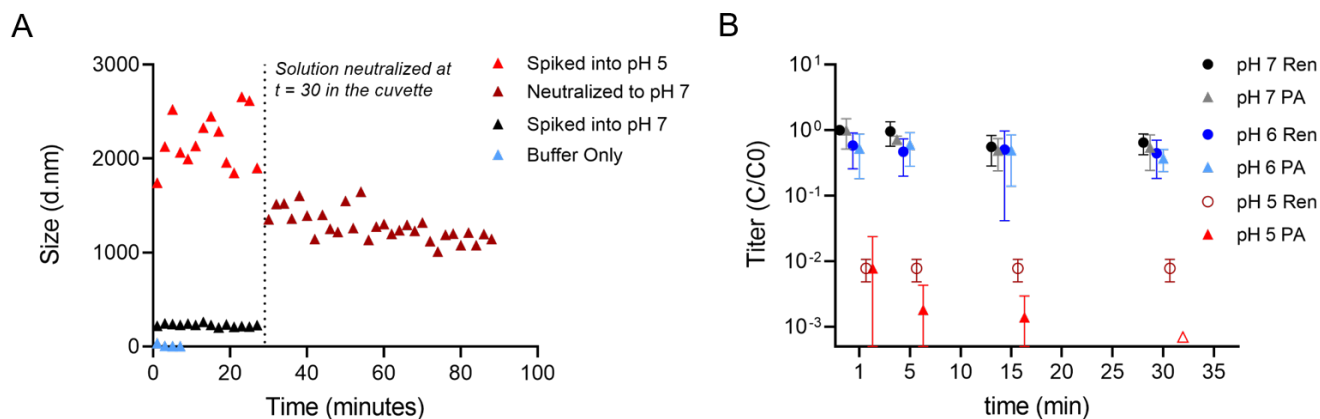 A
Size (d.nm)
3000
2000
1000
0
0
20
40
60
80
100
Time (minutes)
Solution neutralized at
t = 30 in the cuvette
Spiked into pH 5
Neutralized to pH 7
Spiked into pH 7
Buffer Only
B
Titer (C/C0)
10¹
10⁰
10⁻¹
10⁻²
10⁻³
1
5
10
15
20
25
30
35
time (min)
pH 7 Ren
pH 7 PA
pH 6 Ren
pH 6 PA
pH 5 Ren
pH 5 PA